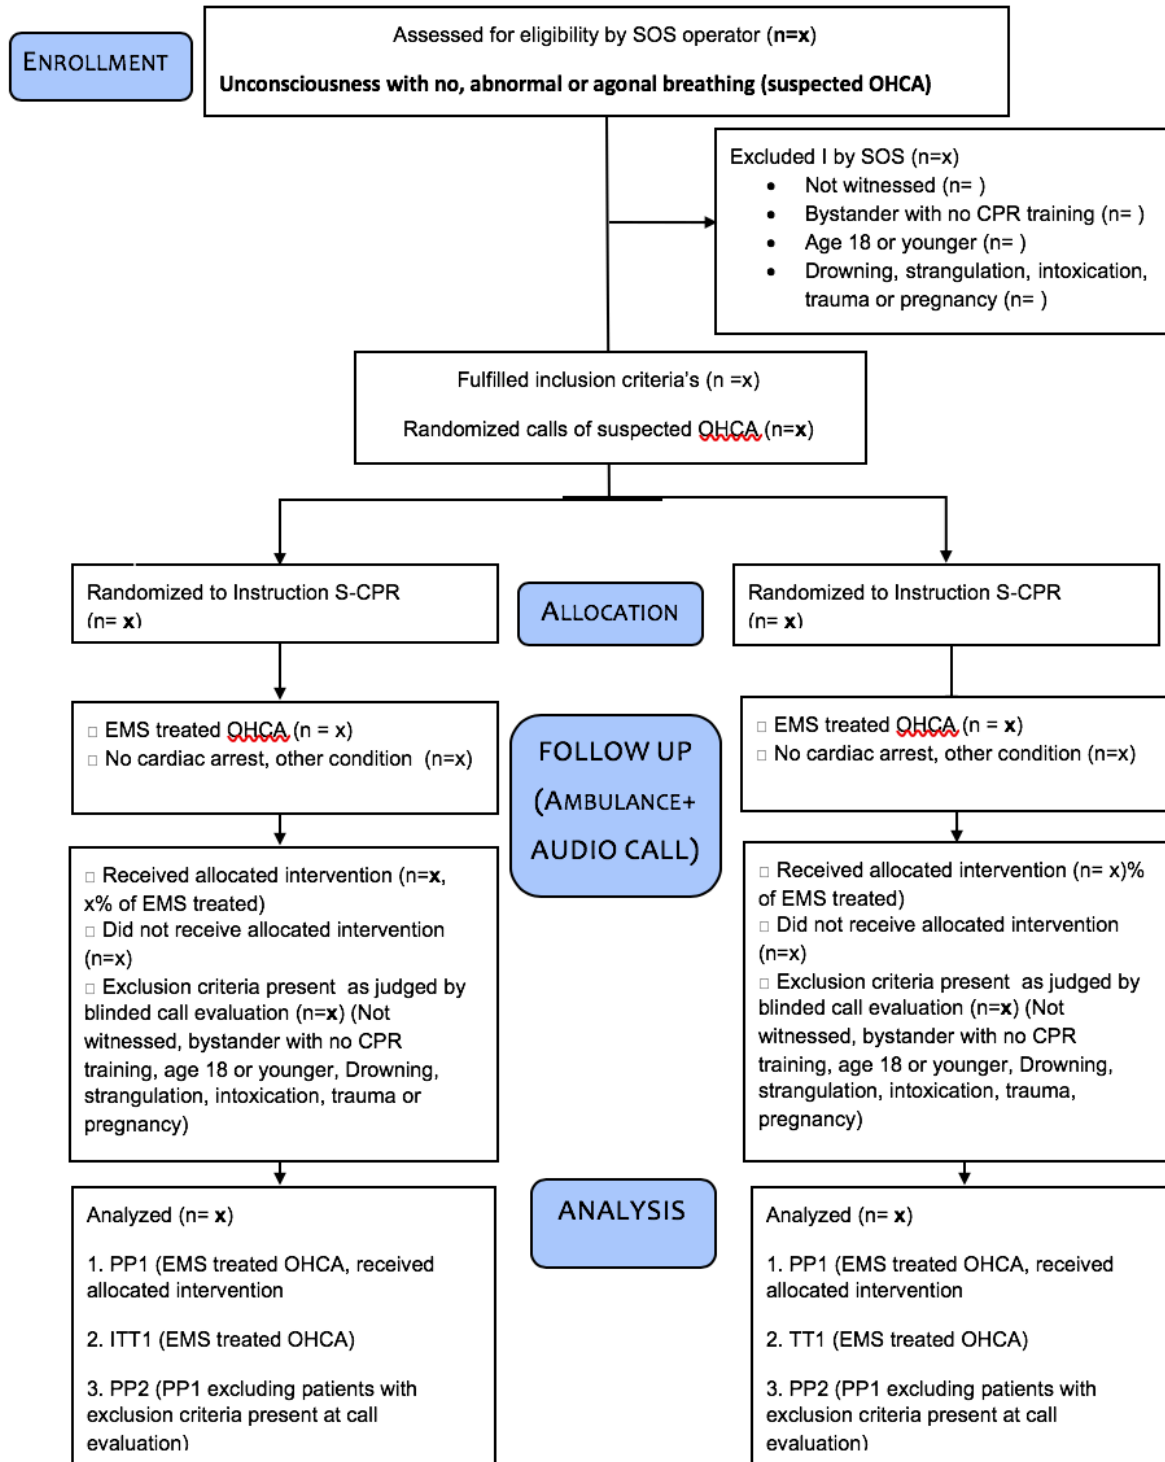 ENROLLMENT
Assessed for eligibility by SOS operator (n=x)
Unconsciousness with no, abnormal or agonal breathing (suspected OHCA)
Excluded I by SOS (n=x)
• Not witnessed (n= )
• Bystander with no CPR training (n= )
• Age 18 or younger (n= )
• Drowning, strangulation, intoxication,
trauma or pregnancy (n= )
Fulfilled inclusion criteria's (n =x)
Randomized calls of suspected OHCA (n=x)
Randomized to Instruction S-CPR
(n= x)
ALLOCATION
Randomized to Instruction S-CPR
(n= x)
□ EMS treated OHCA (n = x)
□ No cardiac arrest, other condition (n=x)
FOLLOW UP
(AMBULANCE+
AUDIO CALL)
□ EMS treated OHCA (n = x)
□ No cardiac arrest, other condition (n=x)
□ Received allocated intervention (n=x,
x% of EMS treated)
□ Did not receive allocated intervention
(n=x)
□ Exclusion criteria present as judged by
blinded call evaluation (n=x) (Not
witnessed, bystander with no CPR
training, age 18 or younger, Drowning,
strangulation, intoxication, trauma or
pregnancy)
□ Received allocated intervention (n= x)%
of EMS treated)
□ Did not receive allocated intervention
(n=x)
□ Exclusion criteria present as judged by
blinded call evaluation (n=x) (Not
witnessed, bystander with no CPR
training, age 18 or younger, Drowning,
strangulation, intoxication, trauma,
pregnancy)
Analyzed (n= x)
1. PP1 (EMS treated OHCA, received
allocated intervention
2. ITT1 (EMS treated OHCA)
3. PP2 (PP1 excluding patients with
exclusion criteria present at call
evaluation)
ANALYSIS
Analyzed (n= x)
1. PP1 (EMS treated OHCA, received
allocated intervention
2. TT1 (EMS treated OHCA)
3. PP2 (PP1 excluding patients with
exclusion criteria present at call
evaluation)